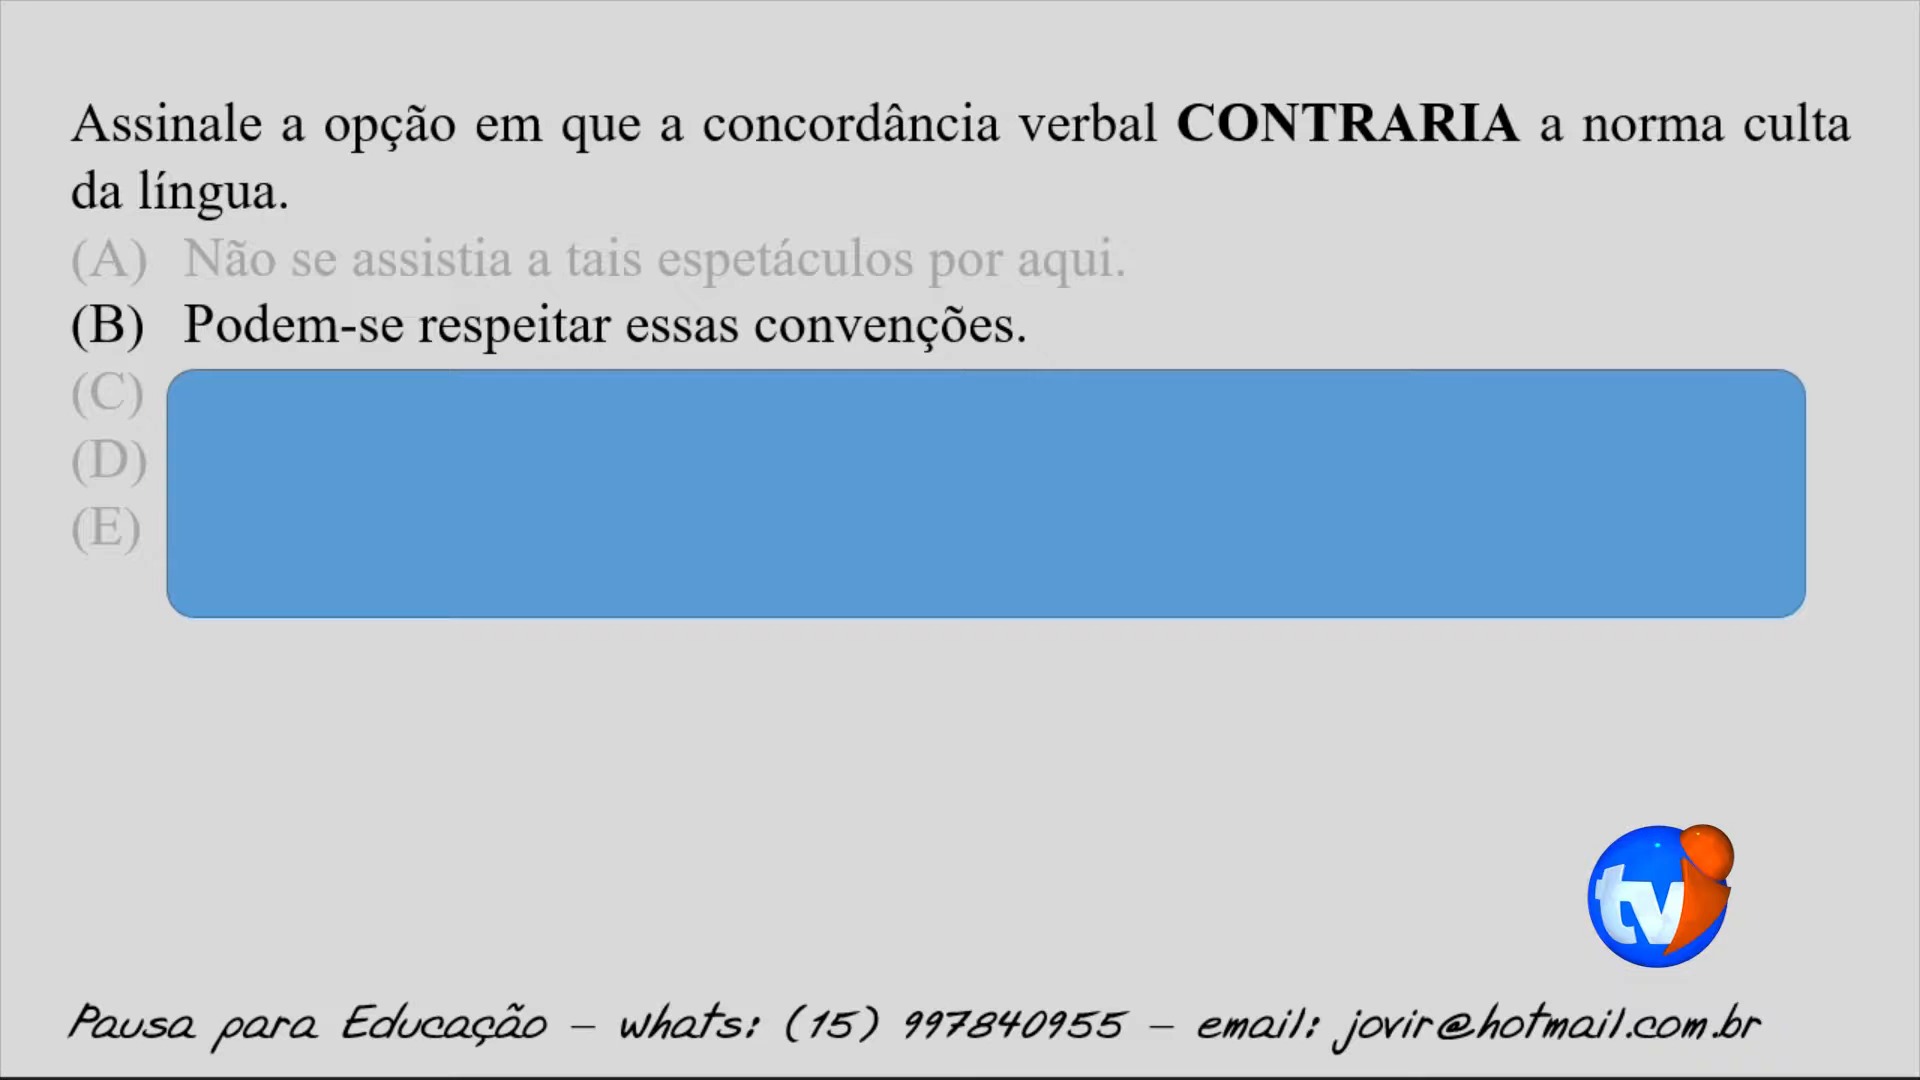 Assinale a opção em que a concordância verbal CONTRARIA a norma culta
da língua.
(A) Não se assistia a tais espetáculos por aqui.
(B) Podem-se respeitar essas convenções.
(C)
(D)
(E)
tv
Pausa para Educação – whats: (15) 997840955 – email: jovir@hotmail.com.br